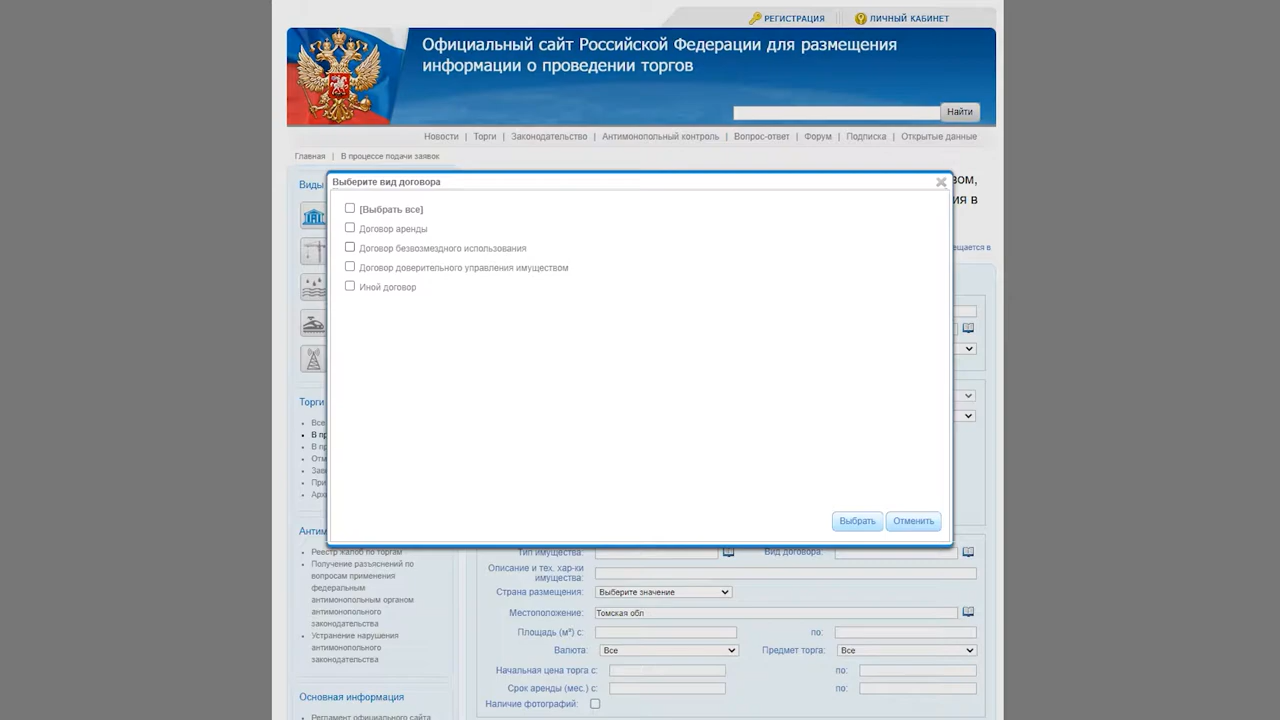 РЕГИСТРАЦИЯ
ЛИЧНЫЙ КАБИНЕТ
Официальный сайт Российской Федерации для размещения
информации о проведении торгов
Найти
Новости | Торги | Законодательство | Антимонопольный контроль | Вопрос-ответ | Форум | Подписка | Открытые данные
Главная | В процессе подачи заявок
Виды
Выберите вид договора
[Выбрать все]
Договор аренды
Договор безвозмездного использования
Договор доверительного управления имуществом
Иной договор
Выбрать
Отменить
Торги
Тип имущества:
Вид договора:
Реестр жалоб по торгам
Получение разъяснений по
вопросам применения
федеральным
антимонопольным органом
антимонопольного
законодательства
Устранение нарушения
антимонопольного
законодательства
Основная информация
Регламент официального сайта
Описание и тех. хар-ки
имущества:
Страна размещения: Выберите значение
Местоположение: Томская обл
Площадь (м²) с: по:
Валюта: Все Предмет торга: Все
Начальная цена торга с: по:
Срок аренды (мес.) с: по:
Наличие фотографий: